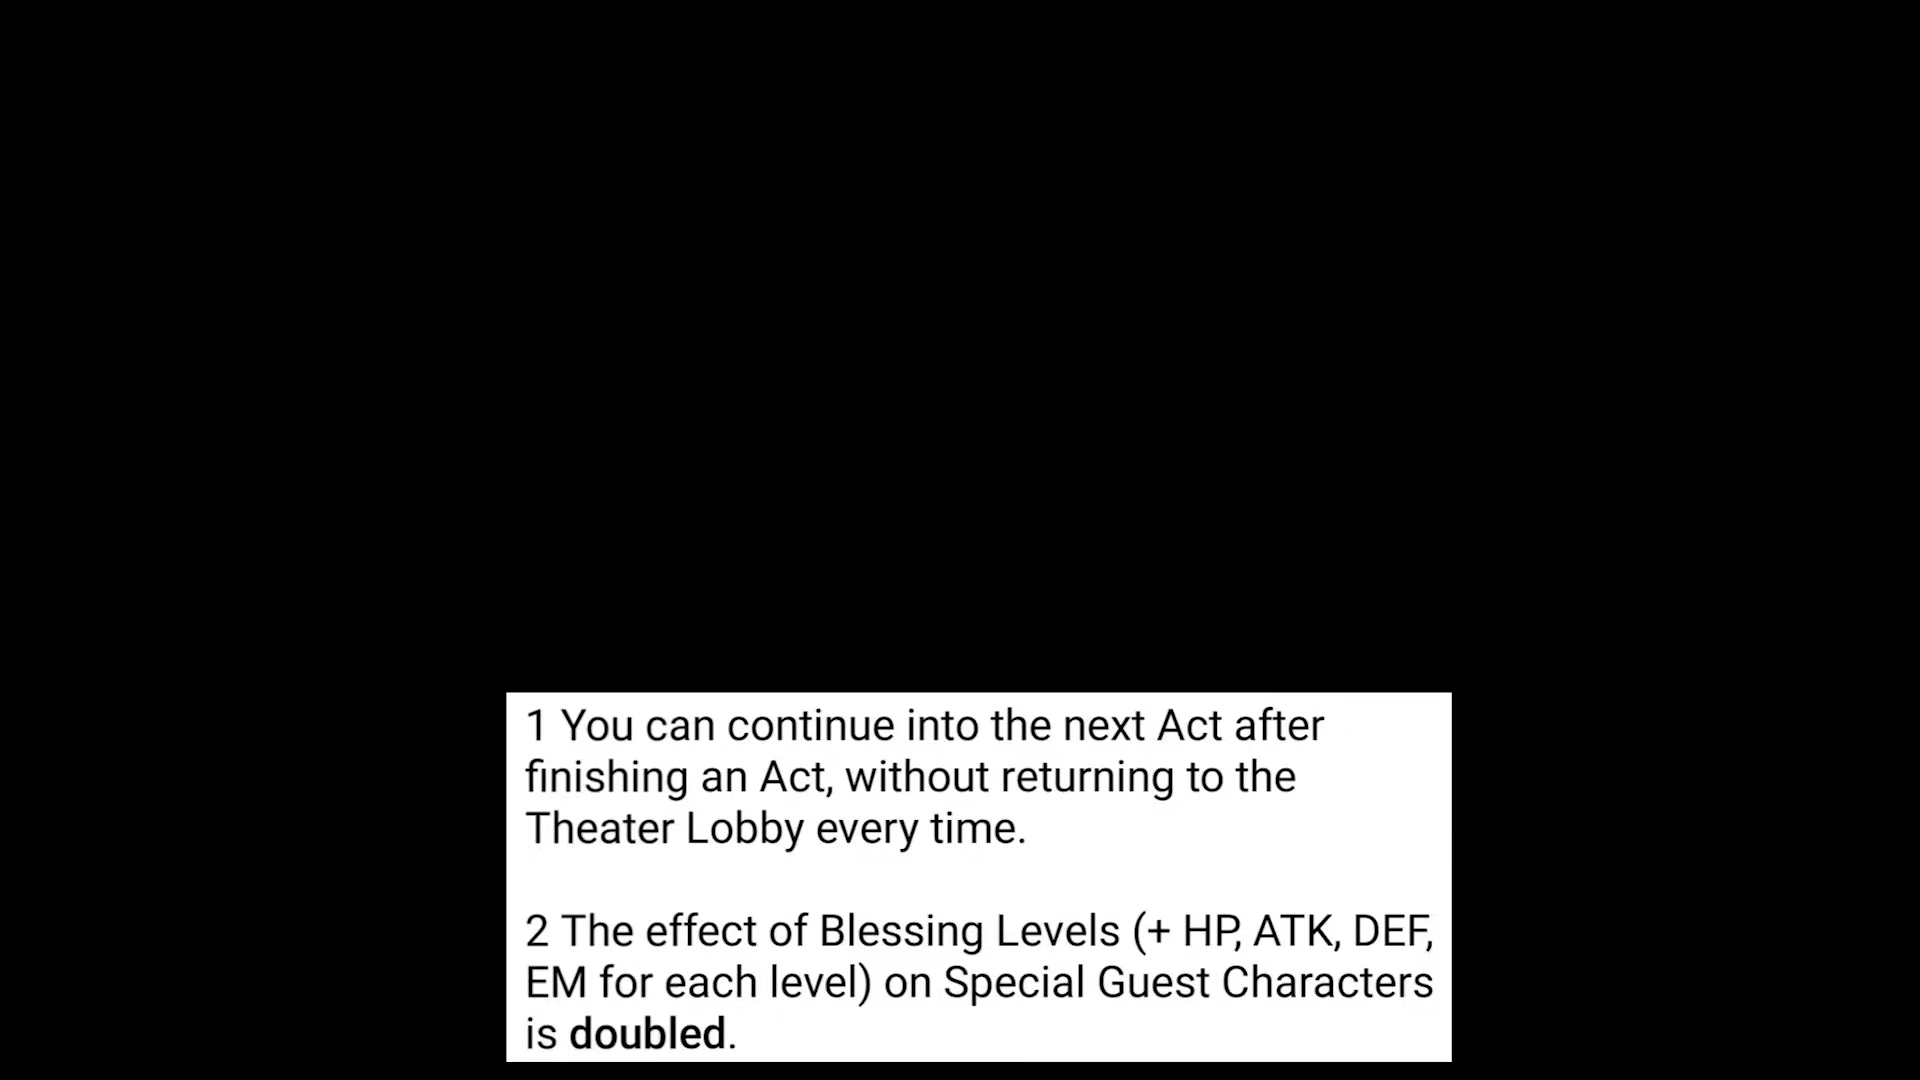 1 You can continue into the next Act after
finishing an Act, without returning to the
Theater Lobby every time.
2 The effect of Blessing Levels (+ HP, ATK, DEF,
EM for each level) on Special Guest Characters
is doubled.